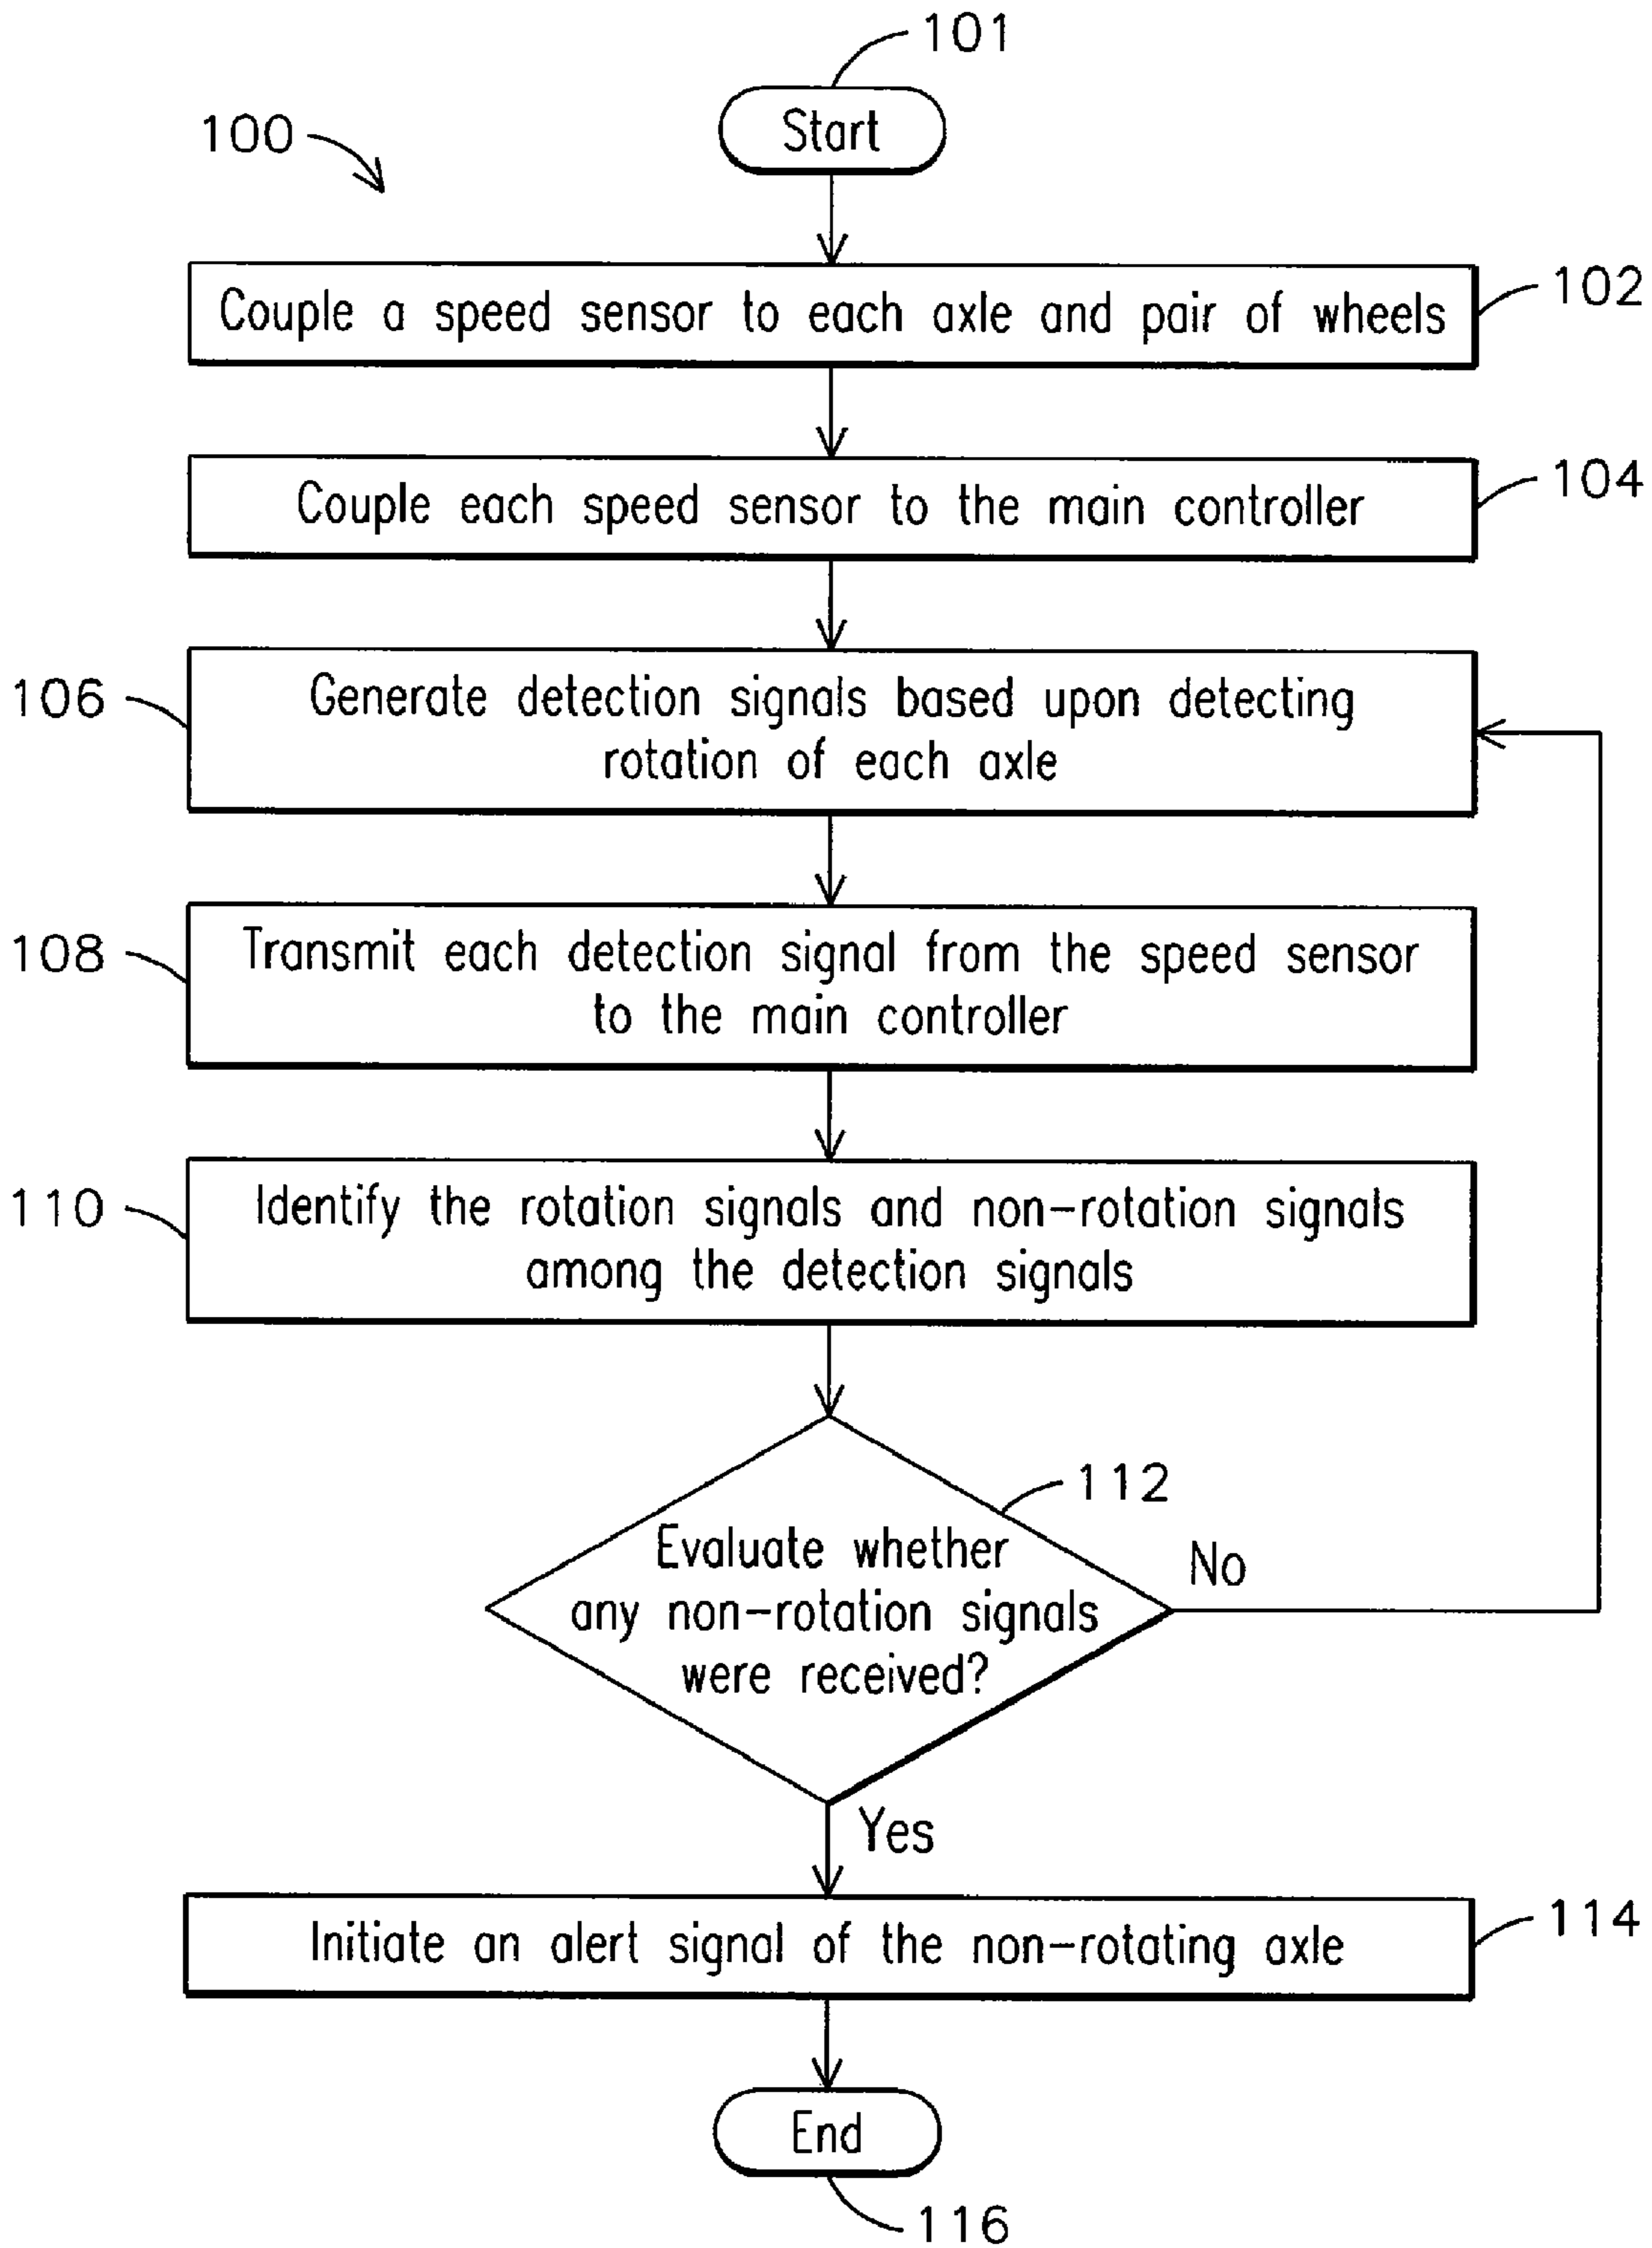 101
Start
100
Couple a speed sensor to each axle and pair of wheels
102
Couple each speed sensor to the main controller
104
Generate detection signals based upon detecting
rotation of each axle
106
Transmit each detection signal from the speed sensor
to the main controller
108
Identify the rotation signals and non-rotation signals
among the detection signals
110
112
Evaluate whether
any non-rotation signals
were received?
No
Yes
Initiate an alert signal of the non-rotating axle
114
End
116